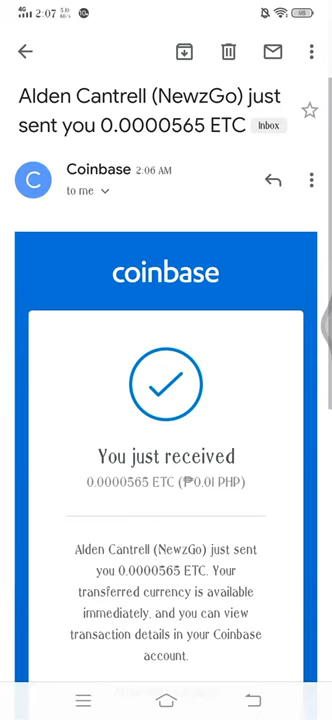 4G 2:07
Alden Cantrell (NewzGo) just
sent you 0.0000565 ETC Inbox
C Coinbase 2:06 AM
to me
coinbase
You just received
0.0000565 ETC (₱0.01 PHP)
Alden Cantrell (NewzGo) just sent
you 0.0000565 ETC. Your
transferred currency is available
immediately, and you can view
transaction details in your Coinbase
account.